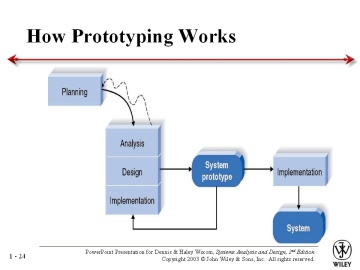 How Prototyping Works
Planning
Analysis
Design
Implementation
System
prototype
Implementation
System
1 - 24
PowerPoint Presentation for Dennis & Haley Wixom, Systems Analysis and Design, 2nd Edition
Copyright 2003 © John Wiley & Sons, Inc. All rights reserved.
WILEY